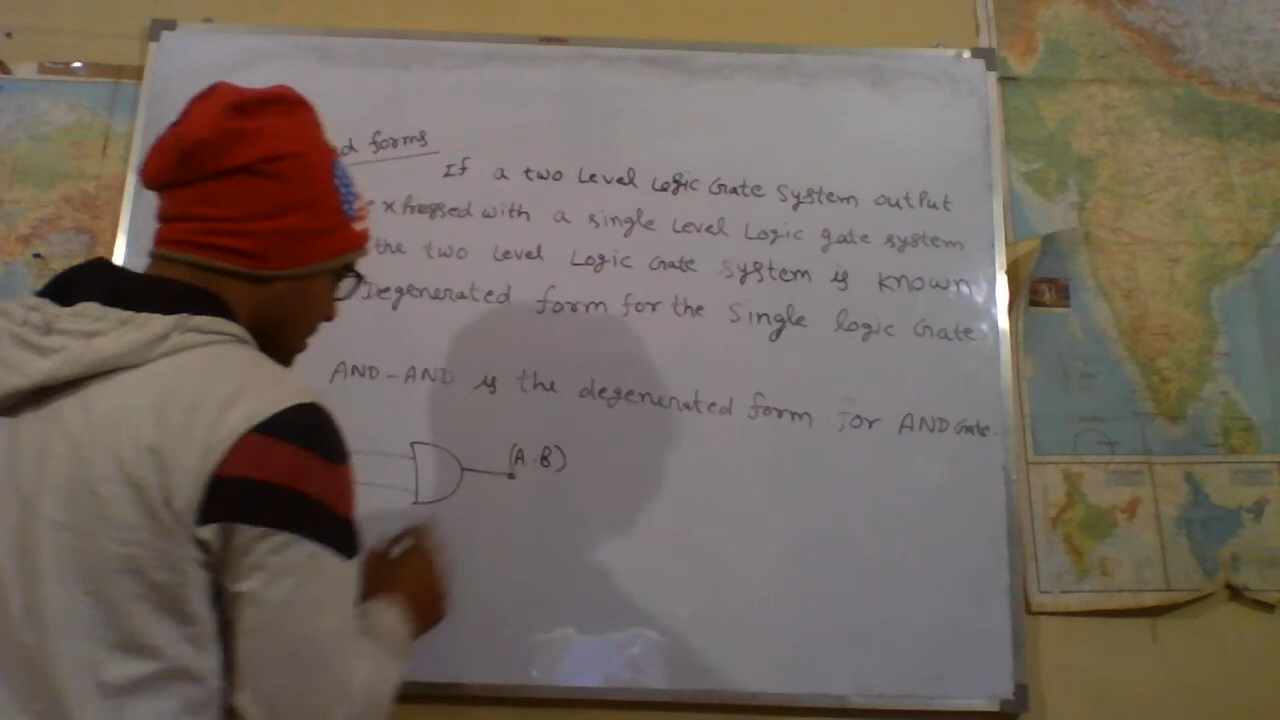 forms
If a two Level Logic Gate System output
expressed with a single Level Logic gate system
the two Level Logic Gate system is known
Degenerated form for the Single logic Gate
AND-AND is the degenerated form for AND Gate
(A.B)